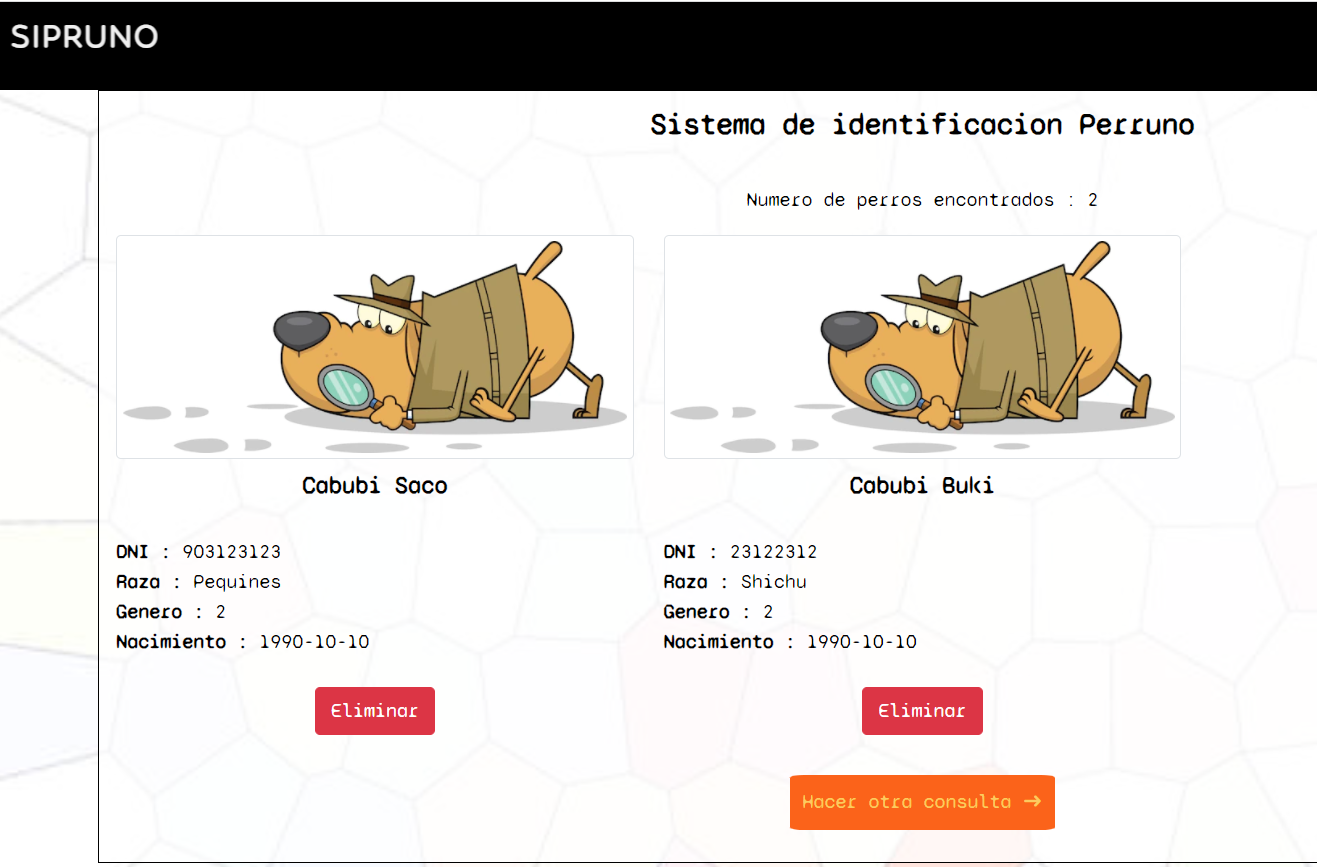 SIPRUNO
Sistema de identificacion Perruno
Numero de perros encontrados : 2
Cabubi Saco
DNI : 903123123
Raza : Pequines
Genero : 2
Nacimiento : 1990-10-10
Eliminar
Cabubi Buki
DNI : 23122312
Raza : Shichu
Genero : 2
Nacimiento : 1990-10-10
Eliminar
Hacer otra consulta →